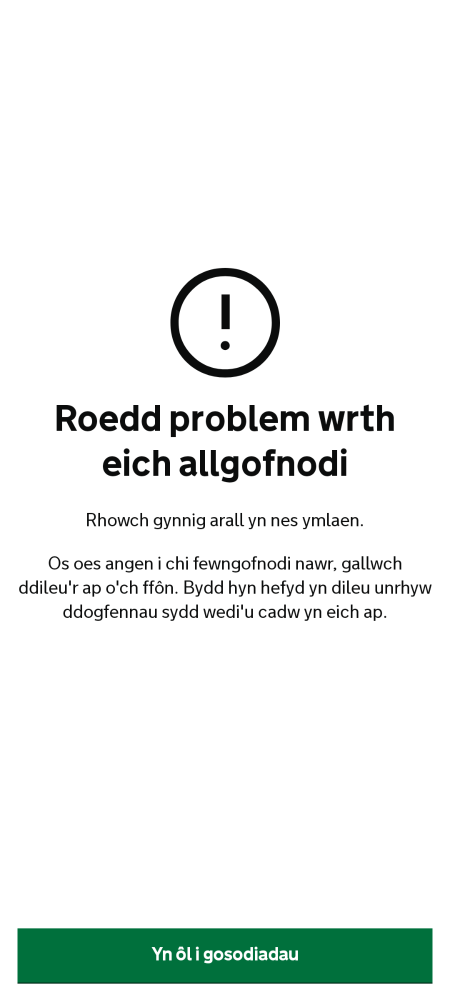 Roedd problem wrth
eich allgofnodi
Rhowch gynnig arall yn nes ymlaen.
Os oes angen i chi fewngofnodi nawr, gallwch
ddileu'r ap o'ch ffôn. Bydd hyn hefyd yn dileu unrhyw
ddogfennau sydd wedi'u cadw yn eich ap.
Yn ôl i gosodiadau